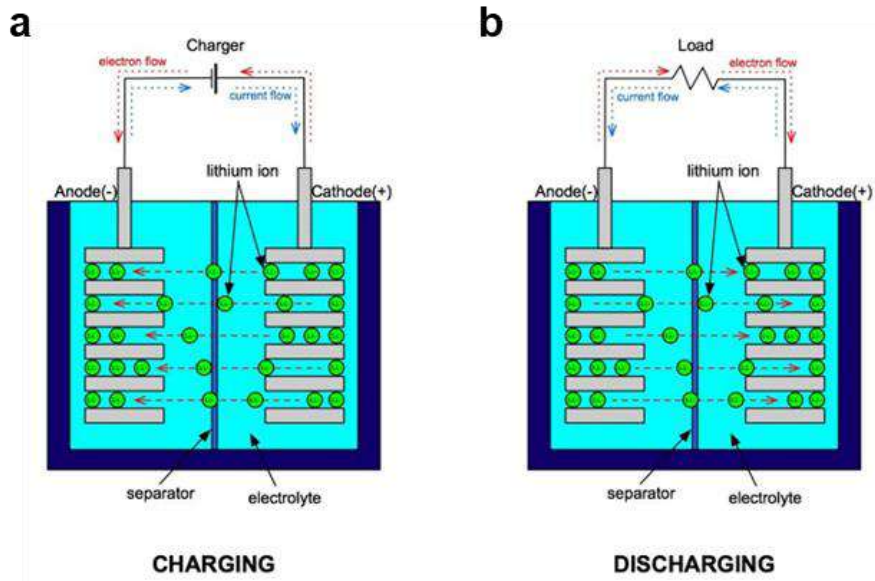 a
Charger
electron flow
current flow
lithium ion
Anode(-)
Cathode(+)
separator
electrolyte
CHARGING
b
Load
electron flow
current flow
lithium ion
Anode(-)
Cathode(+)
separator
electrolyte
DISCHARGING